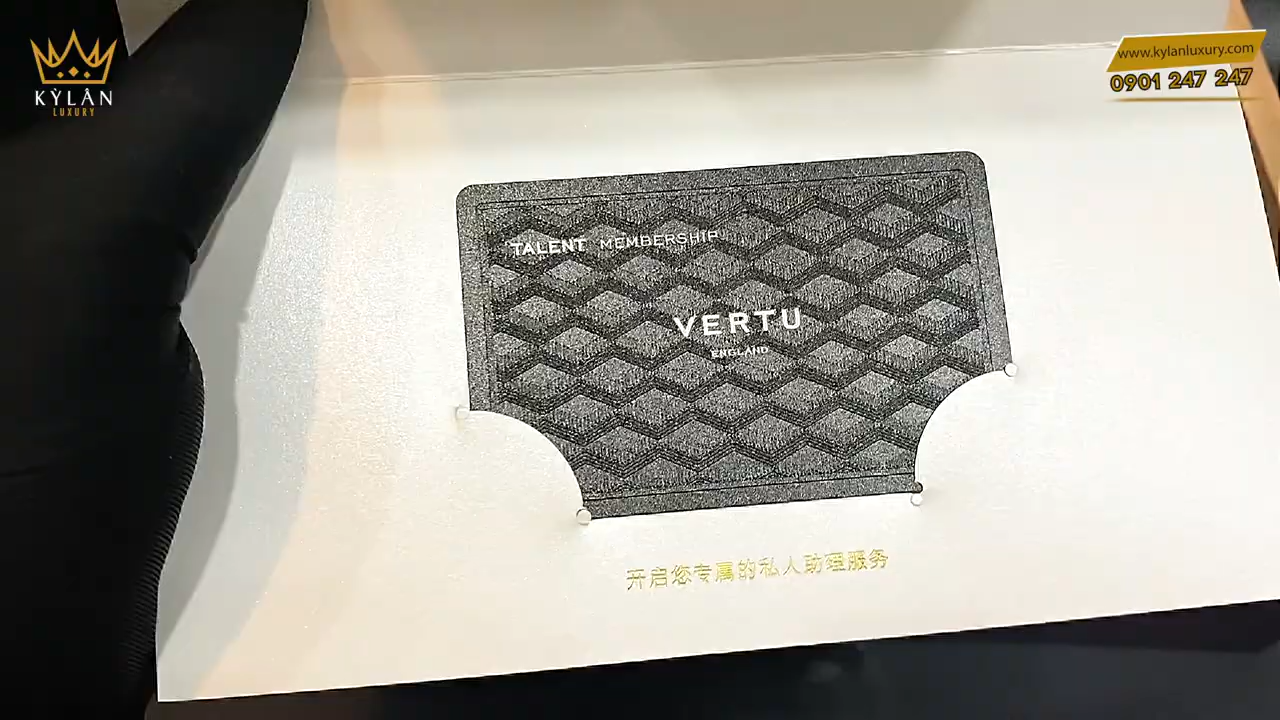 KỲLÂN
LUXURY
www.kylanluxury.com
0901 247 247
TALENT MEMBERSHIP
VERTU
ENGLAND
开启您专属的私人助理服务